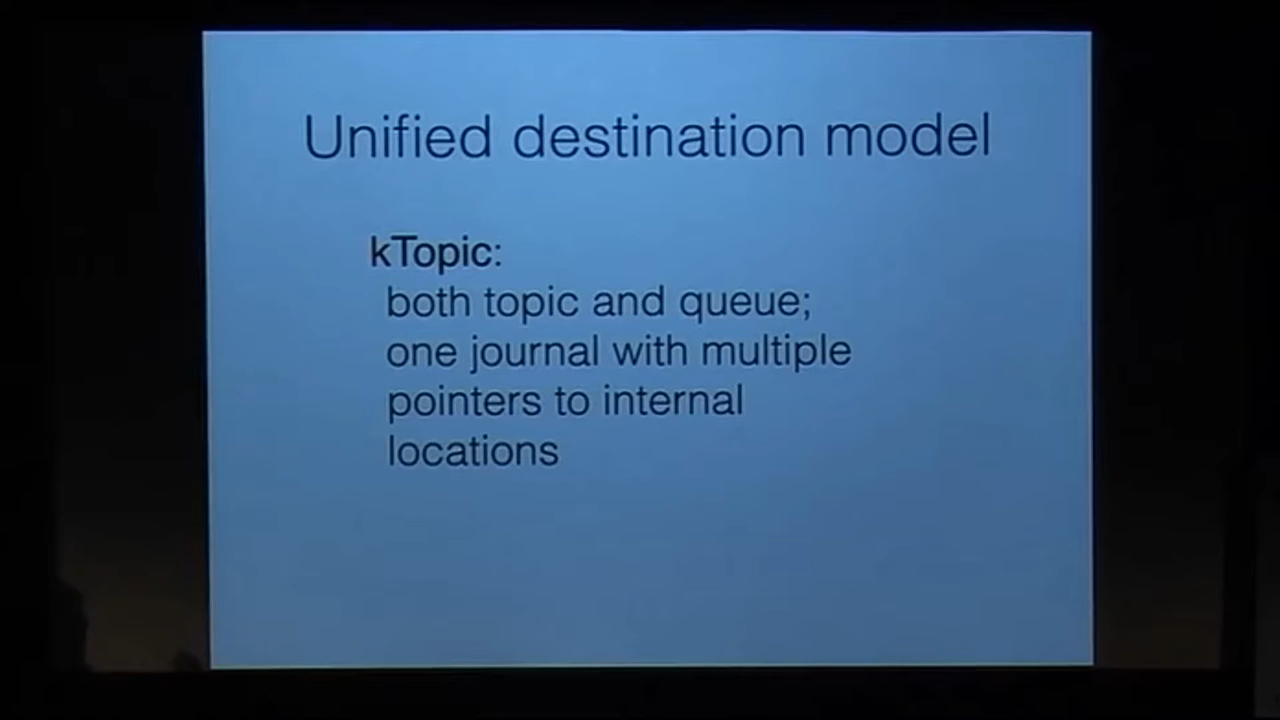 Unified destination model
kTopic:
both topic and queue;
one journal with multiple
pointers to internal
locations